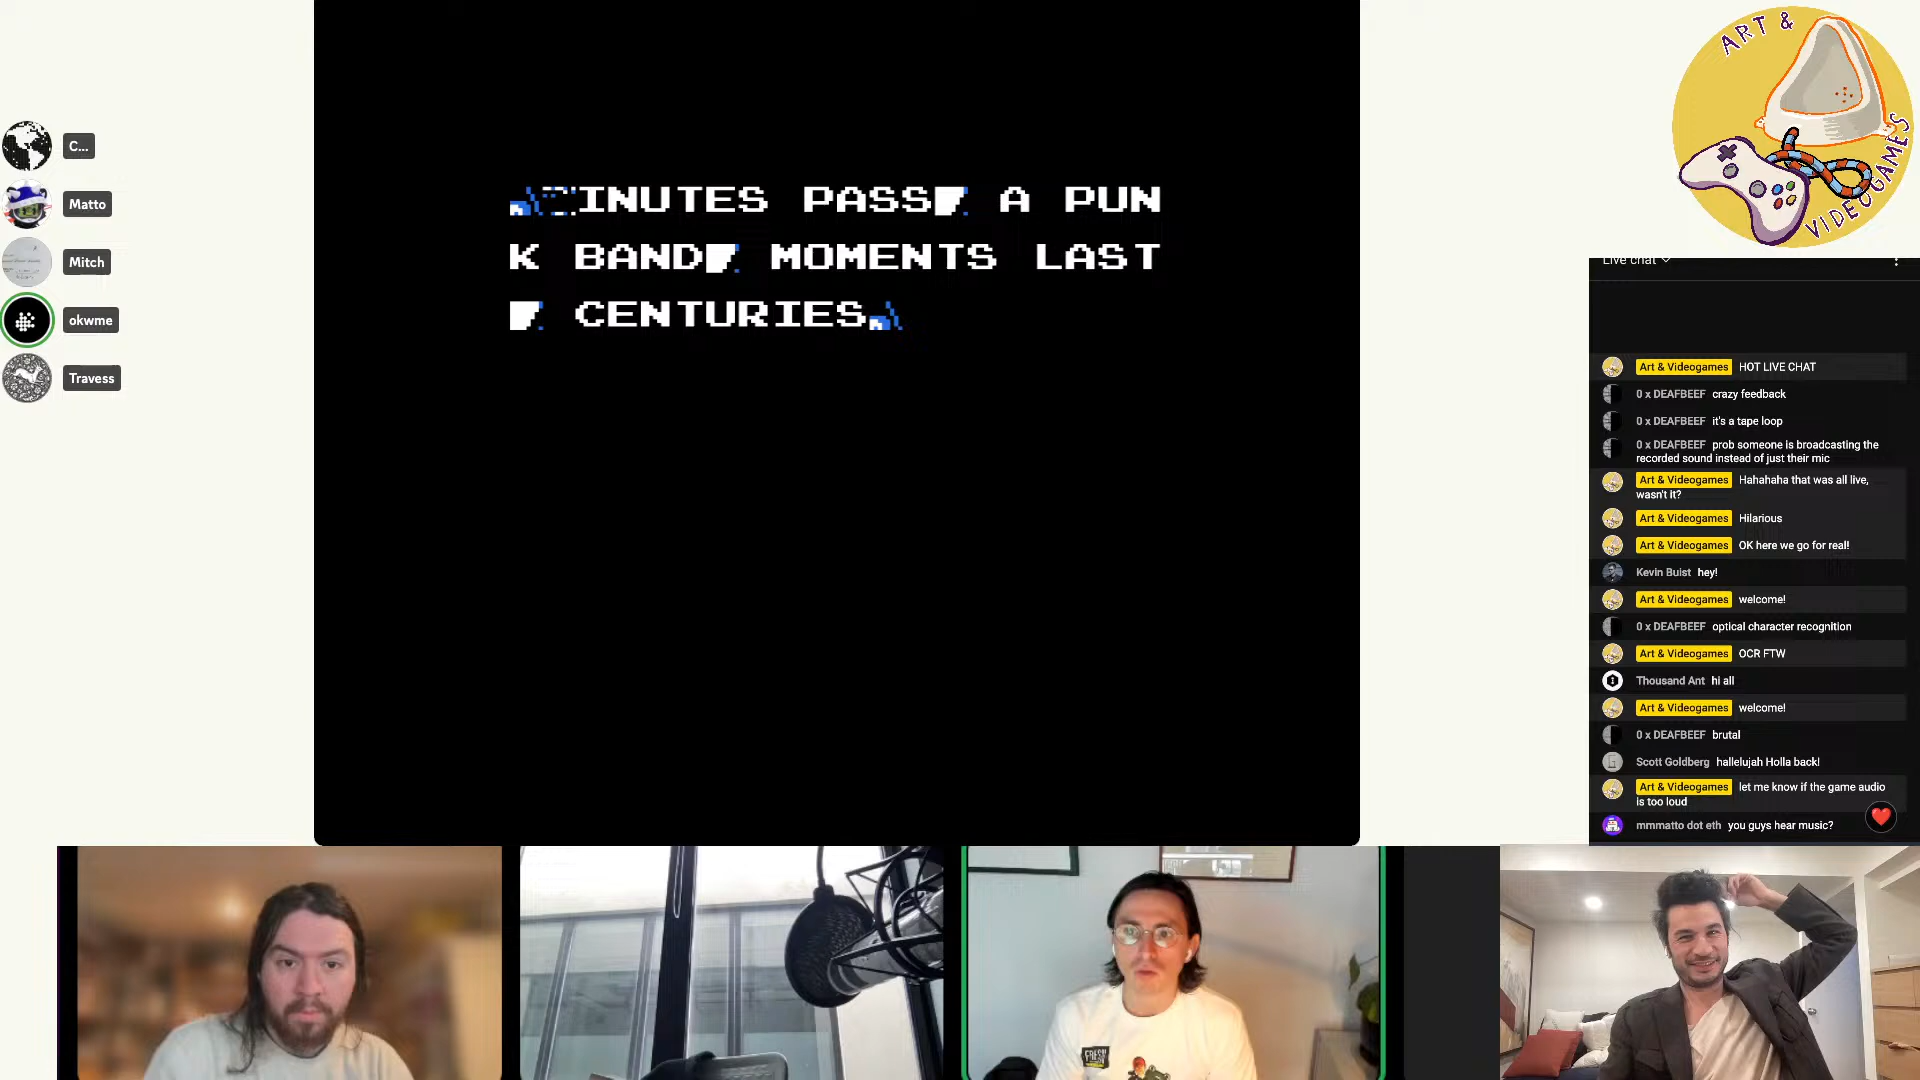 INUTES PASS A PUN
K BAND MOMENTS LAST
CENTURIES
C...
Matto
Mitch
okwme
Travess
ART & VIDEOGAMES
Live chat
Art & Videogames HOT LIVE CHAT
0 x DEAFBEEF crazy feedback
0 x DEAFBEEF it's a tape loop
0 x DEAFBEEF prob someone is broadcasting the
recorded sound instead of just their mic
Art & Videogames Hahahaha that was all live,
wasn't it?
Art & Videogames Hilarious
Art & Videogames OK here we go for real!
Kevin Buist hey!
Art & Videogames welcome!
0 x DEAFBEEF optical character recognition
Art & Videogames OCR FTW
Thousand Ant hi all
Art & Videogames welcome!
0 x DEAFBEEF brutal
Scott Goldberg hallelujah Holla back!
Art & Videogames let me know if the game audio
is too loud
mmmatto dot eth you guys hear music?
FRESH